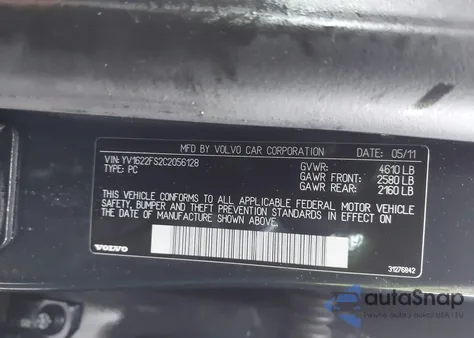 MFD BY VOLVO CAR CORPORATION DATE: 05/11
VIN: YV1622FS2C2056128 GVWR: 4610 LB
TYPE: PC GAWR FRONT: 2580 LB
GAWR REAR: 2160 LB
THIS VEHICLE CONFORMS TO ALL APPLICABLE FEDERAL MOTOR VEHICLE
SAFETY, BUMPER AND THEFT PREVENTION STANDARDS IN EFFECT ON
THE DATE OF MANUFACTURE SHOWN ABOVE.
VOLVO
31276842
autoSnap